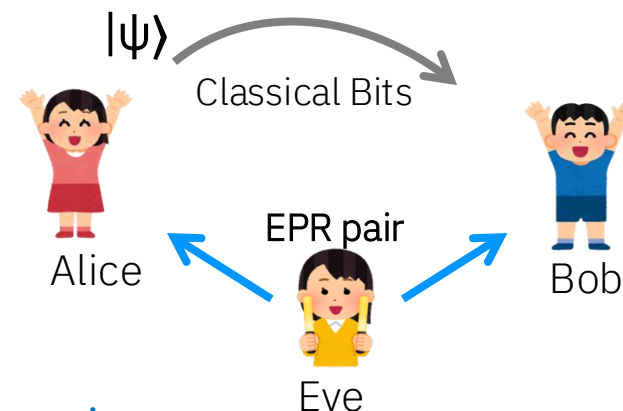 |ψ⟩
Classical Bits
EPR pair
Alice
Bob
Eve